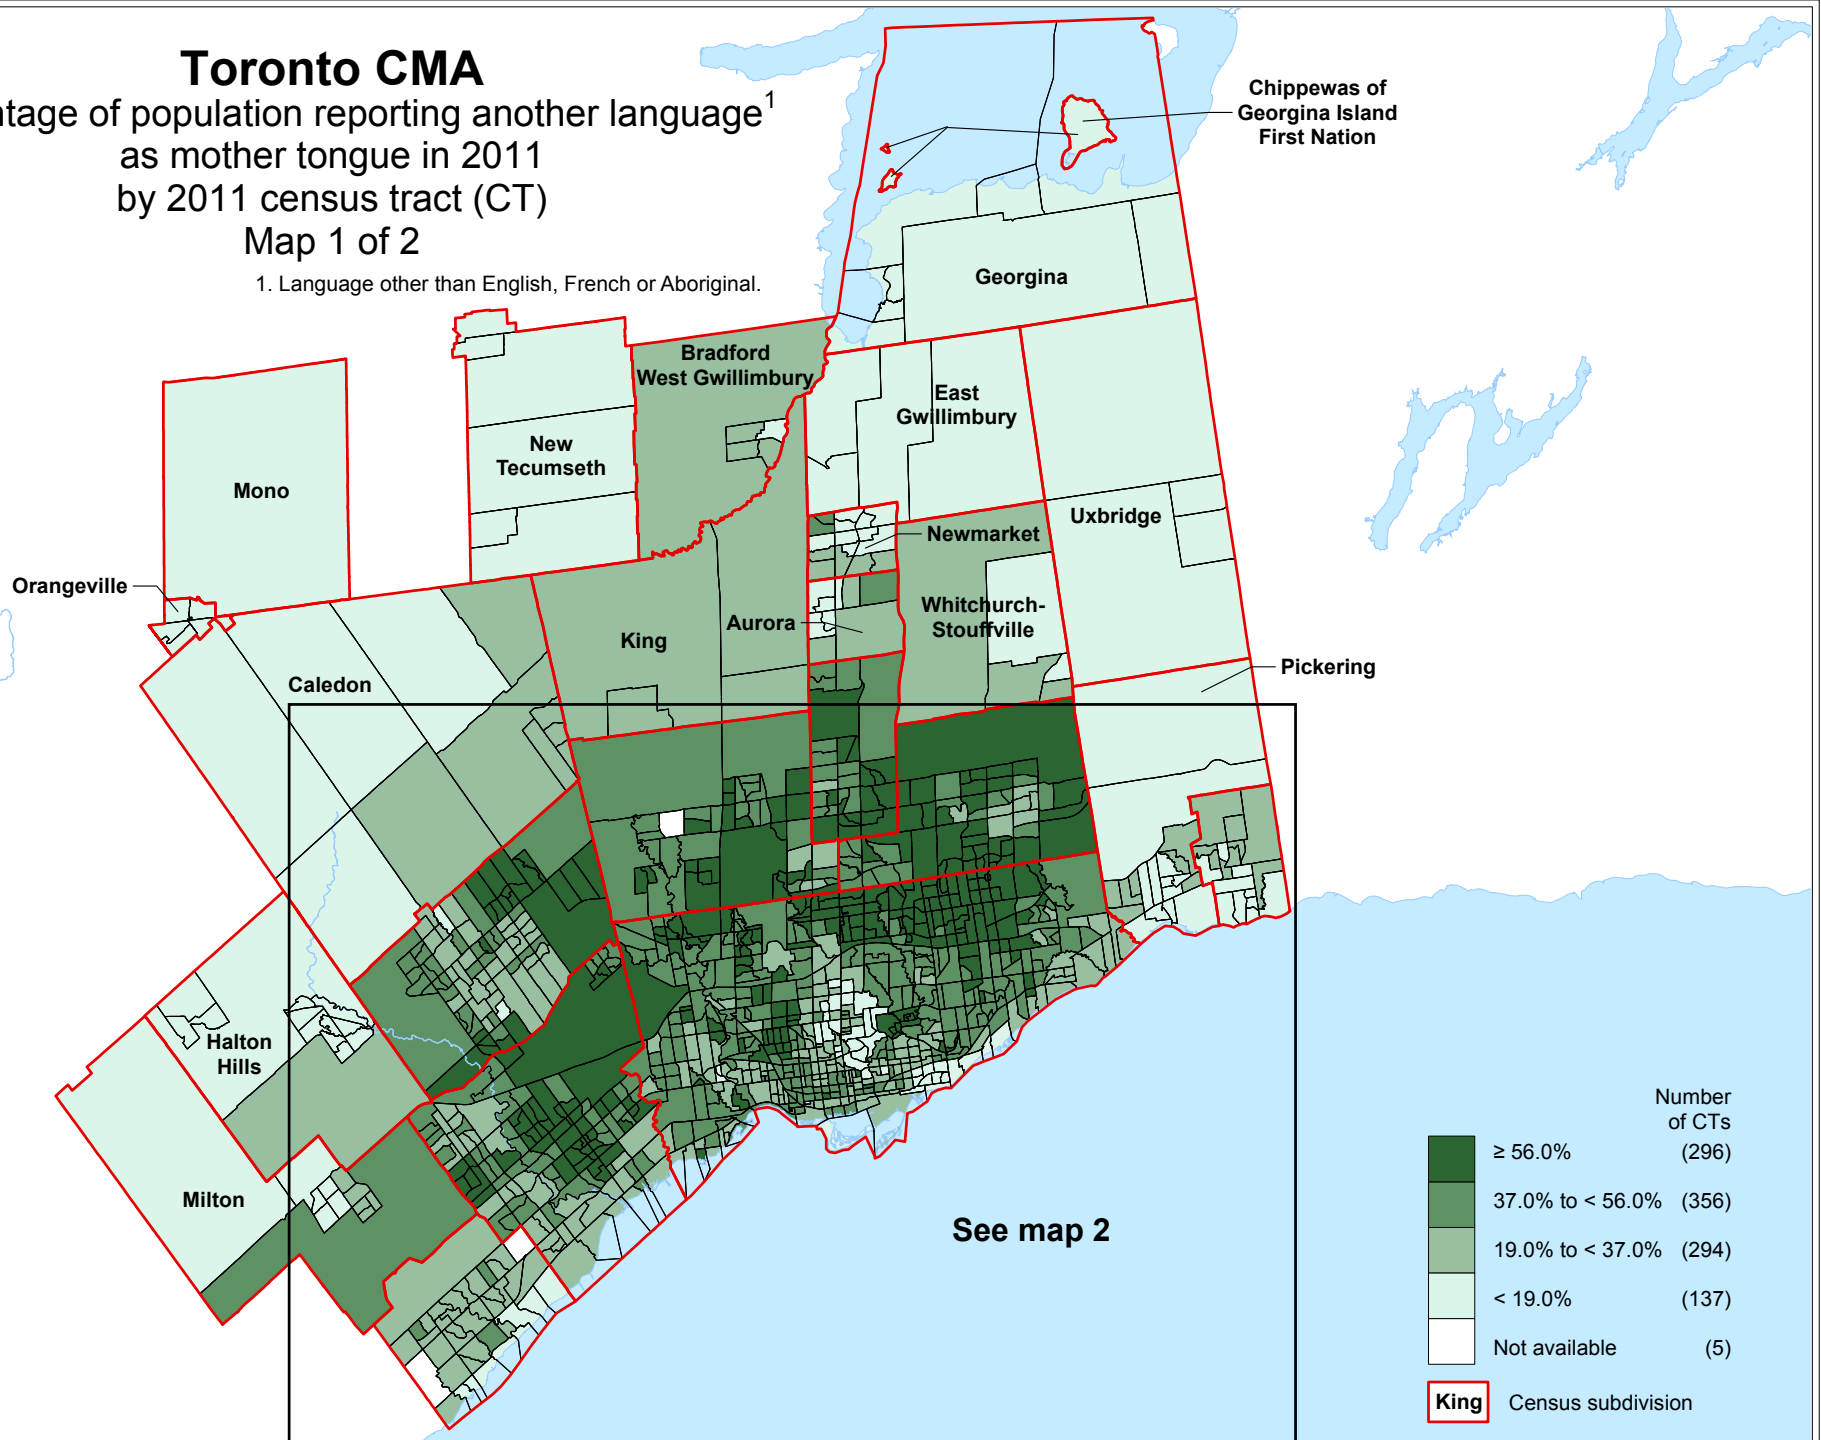 Toronto CMA
ntage of population reporting another language1
as mother tongue in 2011
by 2011 census tract (CT)
Map 1 of 2
1. Language other than English, French or Aboriginal.
Chippewas of
Georgina Island
First Nation
Georgina
Bradford
West Gwillimbury
East
Gwillimbury
New
Tecumseth
Mono
Uxbridge
Newmarket
Orangeville
Whitchurch-
Stouffville
Aurora
King
Pickering
Caledon
Halton
Hills
Milton
See map 2
Number
of CTs
≥ 56.0% (296)
37.0% to < 56.0% (356)
19.0% to < 37.0% (294)
< 19.0% (137)
Not available (5)
King Census subdivision